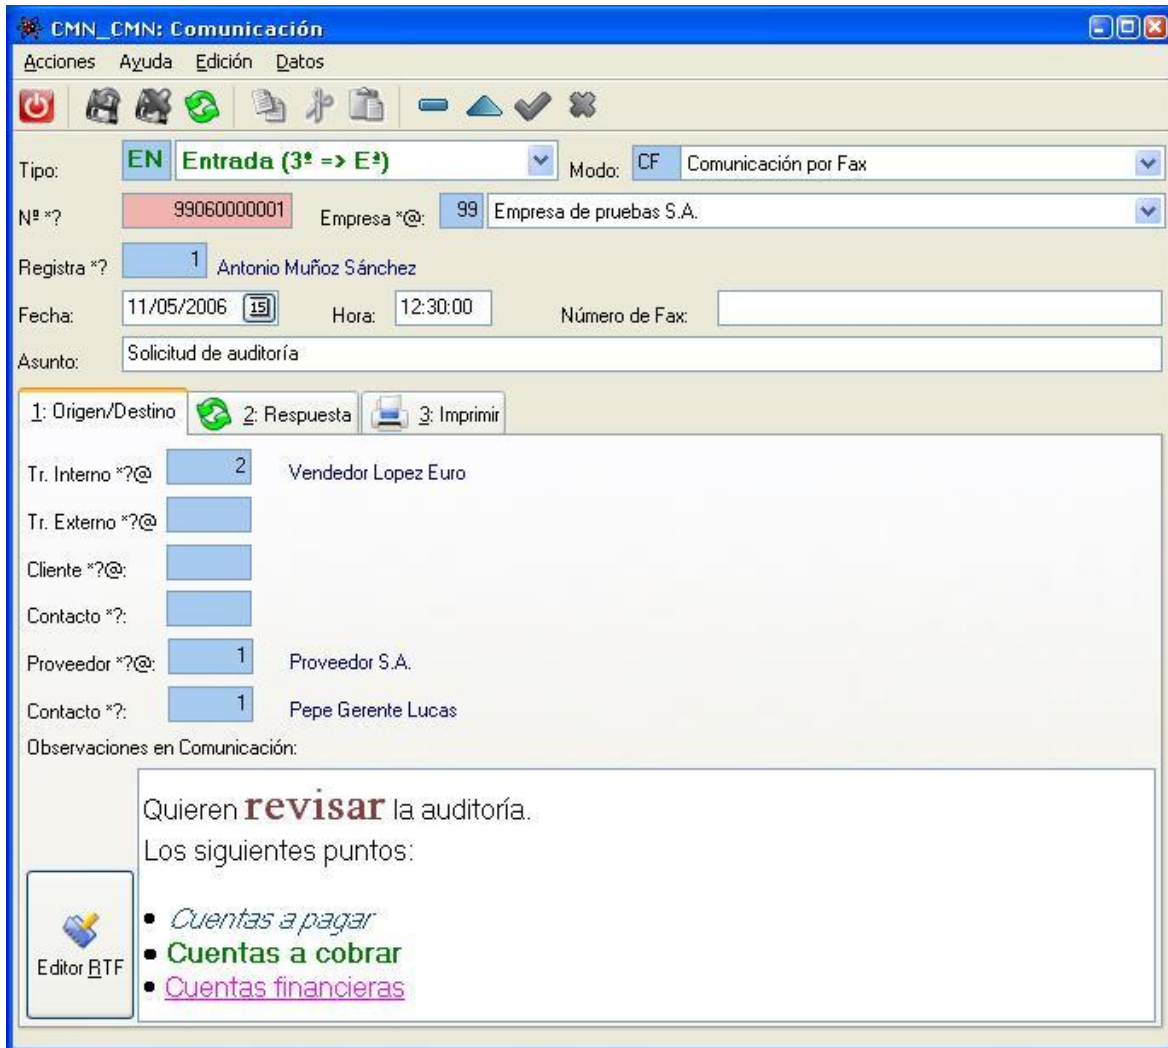 CMN_CMN: Comunicación
Acciones Ayuda Edición Datos
Tipo: EN Entrada (3º => Eª) Modo: CF Comunicación por Fax
Nº *? 99060000001 Empresa *@: 99 Empresa de pruebas S.A.
Registra *? 1 Antonio Muñoz Sánchez
Fecha: 11/05/2006 15 Hora: 12:30:00 Número de Fax:
Asunto: Solicitud de auditoría
1: Origen/Destino 2: Respuesta 3: Imprimir
Tr. Interno *?@ 2 Vendedor Lopez Euro
Tr. Externo *?@
Cliente *?@:
Contacto *?:
Proveedor *?@: 1 Proveedor S.A.
Contacto *?: 1 Pepe Gerente Lucas
Observaciones en Comunicación:
Quieren revisar la auditoría.
Los siguientes puntos:
• Cuentas a pagar
• Cuentas a cobrar
• Cuentas financieras
Editor RTF